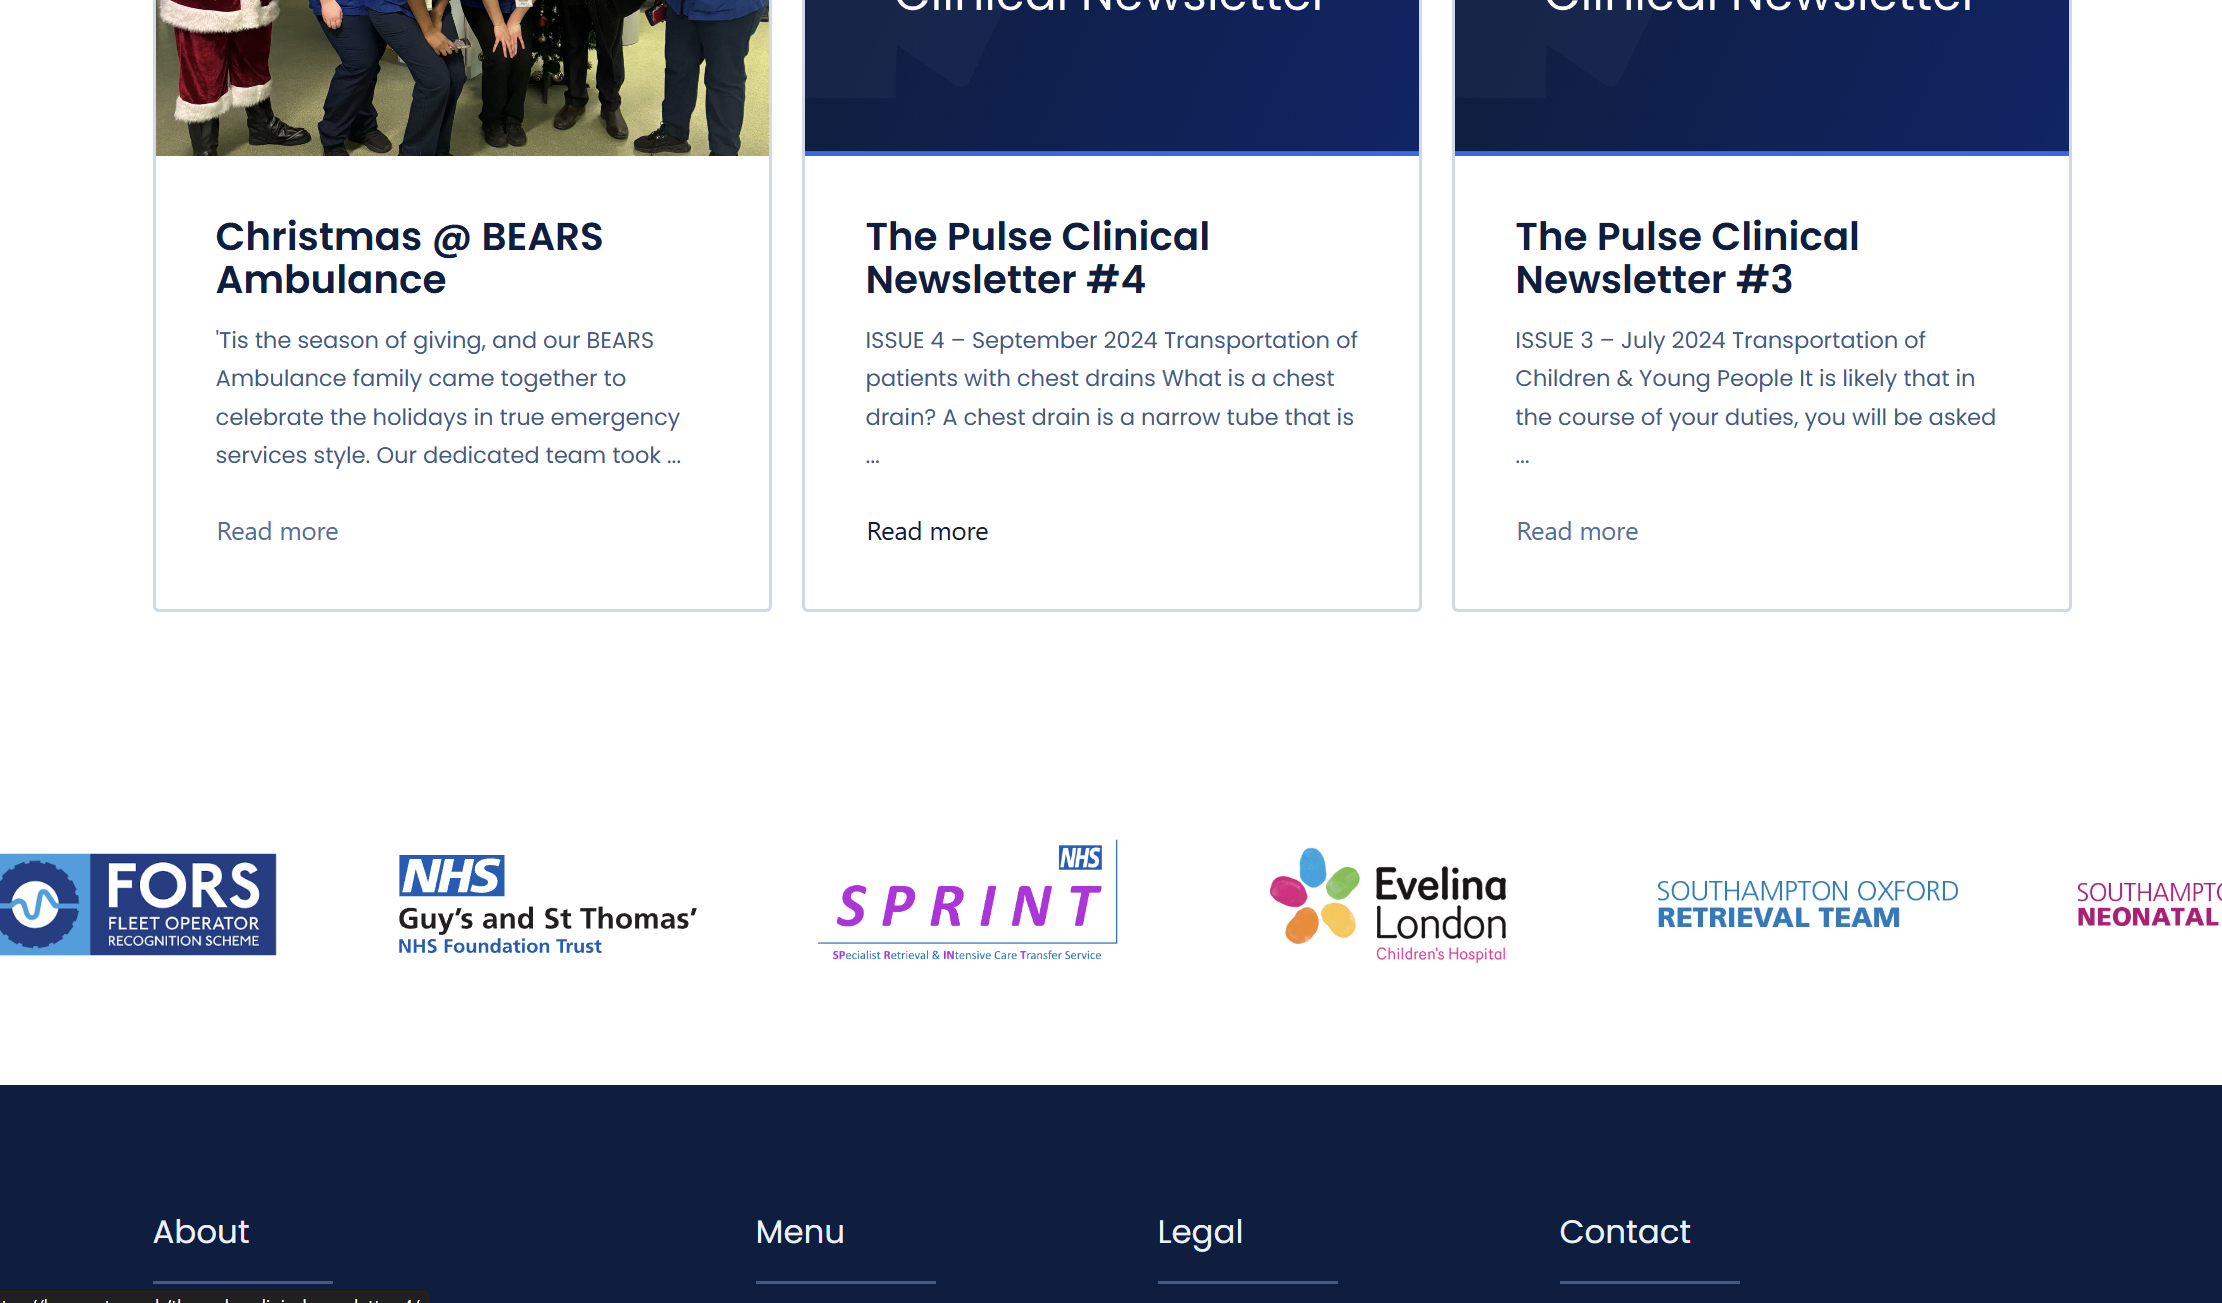 Clinical Newsletter
Clinical Newsletter
Christmas @ BEARS
Ambulance
'Tis the season of giving, and our BEARS
Ambulance family came together to
celebrate the holidays in true emergency
services style. Our dedicated team took ...
Read more
The Pulse Clinical
Newsletter #4
ISSUE 4 – September 2024 Transportation of
patients with chest drains What is a chest
drain? A chest drain is a narrow tube that is
...
Read more
The Pulse Clinical
Newsletter #3
ISSUE 3 – July 2024 Transportation of
Children & Young People It is likely that in
the course of your duties, you will be asked
...
Read more
FORS
FLEET OPERATOR
RECOGNITION SCHEME
NHS
Guy's and St Thomas'
NHS Foundation Trust
NHS
SPRINT
SPecialist Retrieval & INtensive Care Transfer Service
Evelina
London
Children's Hospital
SOUTHAMPTON OXFORD
RETRIEVAL TEAM
SOUTHAMPTO
NEONATAL
About
Menu
Legal
Contact